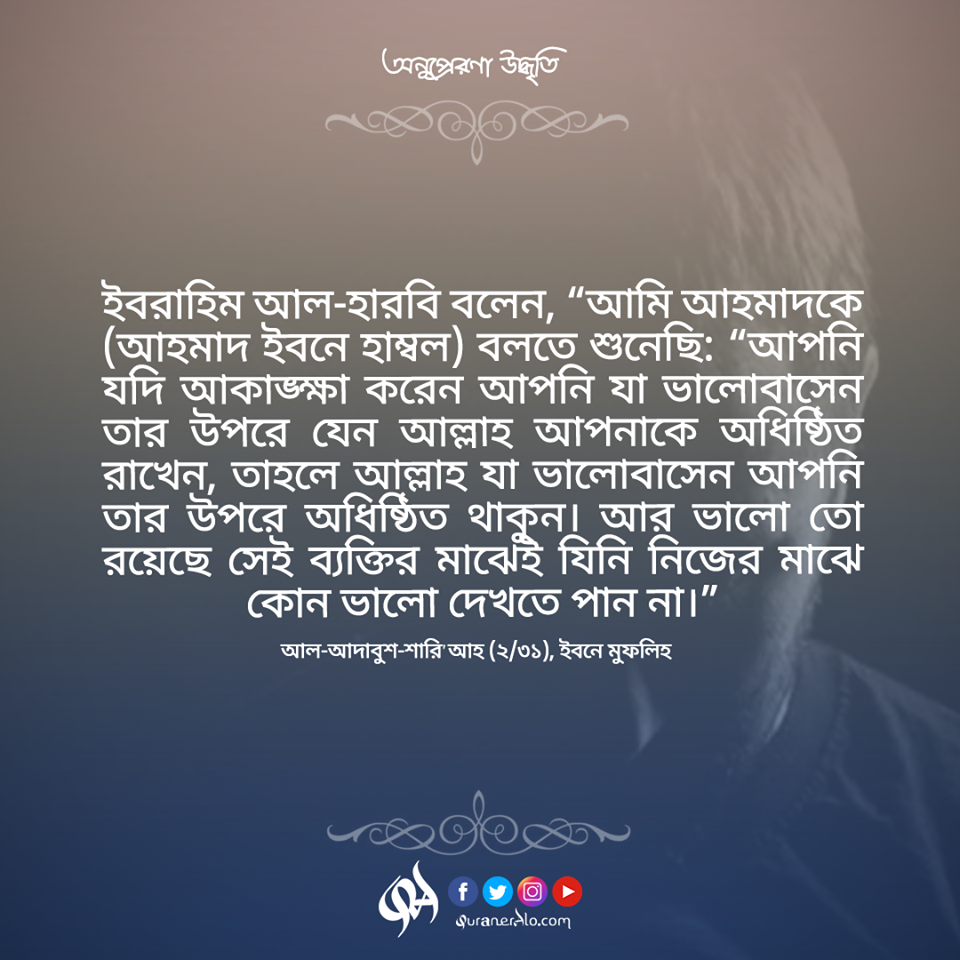 অনুপ্রেরণা উদ্ধৃতি
ইবরাহিম আল-হারবি বলেন, “আমি আহমাদকে
(আহমাদ ইবনে হাম্বল) বলতে শুনেছি: “আপনি
যদি আকাঙ্ক্ষা করেন আপনি যা ভালোবাসেন
তার উপরে যেন আল্লাহ আপনাকে অধিষ্ঠিত
রাখেন, তাহলে আল্লাহ যা ভালোবাসেন আপনি
তার উপরে অধিষ্ঠিত থাকুন। আর ভালো তো
রয়েছে সেই ব্যক্তির মাঝেই যিনি নিজের মাঝে
কোন ভালো দেখতে পান না।”
আল-আদাবুশ-শারি’আহ (২/৩১), ইবনে মুফলিহ
QA
QuranerAlo.com